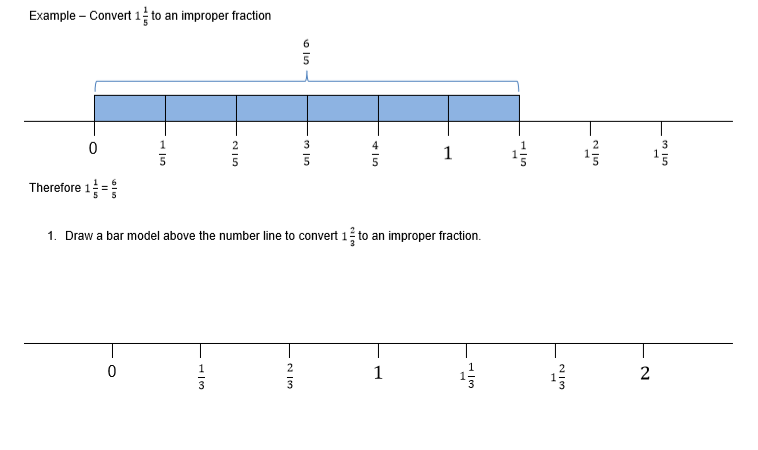 Example – Convert 1 1/5 to an improper fraction
6/5
0 1/5 2/5 3/5 4/5 1 1 1/5 1 2/5 1 3/5
Therefore 1 1/5 = 6/5
1. Draw a bar model above the number line to convert 1 2/3 to an improper fraction.
0 1/3 2/3 1 1 1/3 1 2/3 2